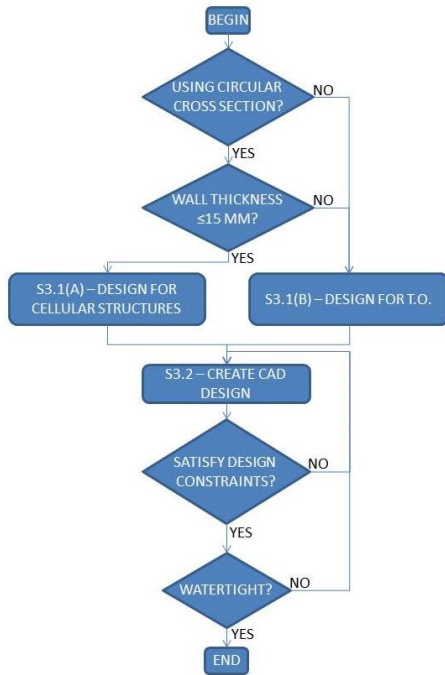 BEGIN
USING CIRCULAR
CROSS SECTION?
NO
YES
WALL THICKNESS
≤15 MM?
NO
YES
S3.1(A) – DESIGN FOR
CELLULAR STRUCTURES
S3.1(B) – DESIGN FOR T.O.
S3.2 – CREATE CAD
DESIGN
SATISFY DESIGN
CONSTRAINTS?
NO
YES
WATERTIGHT?
NO
YES
END